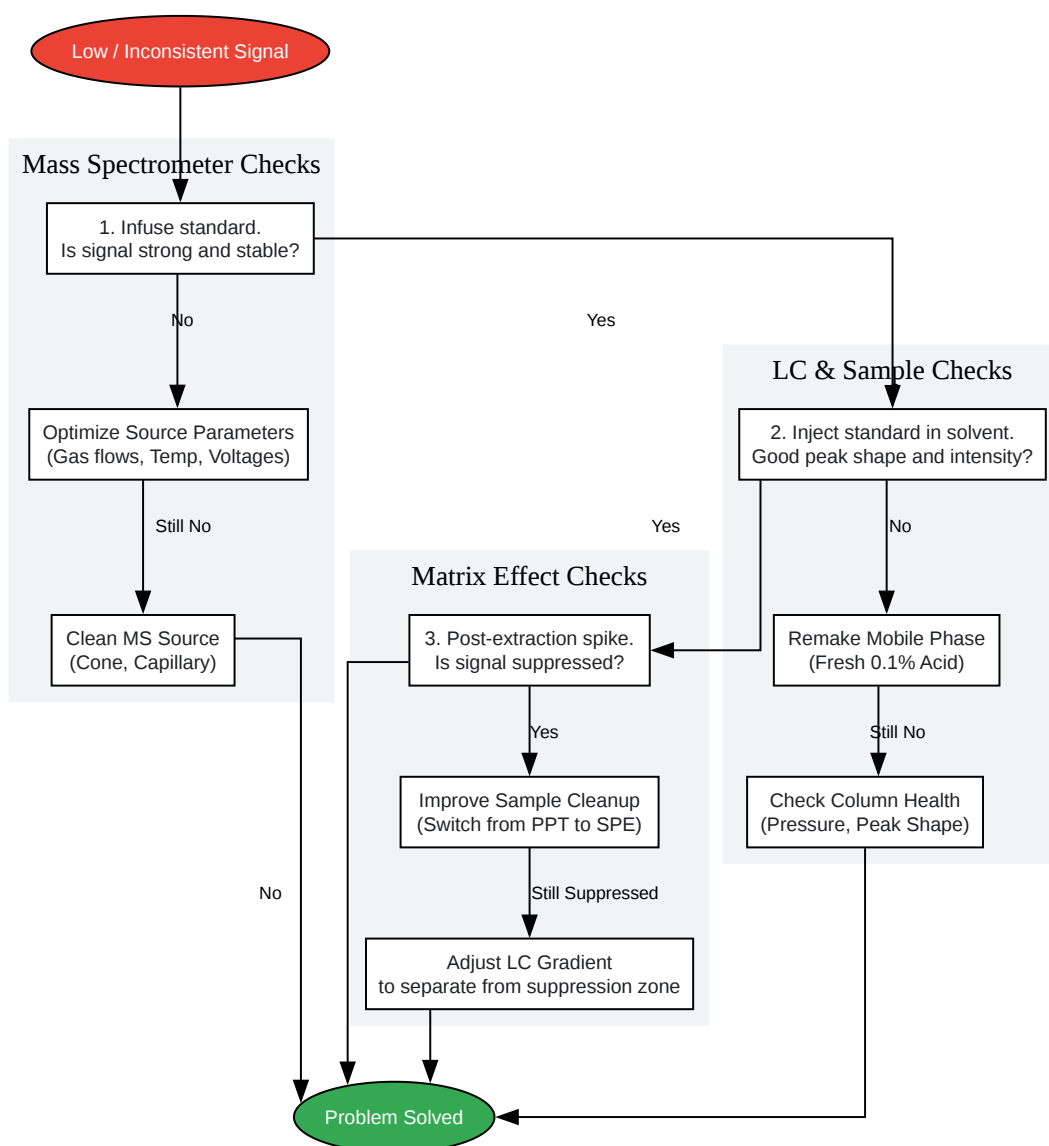 Low / Inconsistent Signal
Mass Spectrometer Checks
1. Infuse standard.
Is signal strong and stable?
No
Yes
LC & Sample Checks
Optimize Source Parameters
(Gas flows, Temp, Voltages)
2. Inject standard in solvent.
Good peak shape and intensity?
Still No
Yes
No
Matrix Effect Checks
Clean MS Source
(Cone, Capillary)
3. Post-extraction spike.
Is signal suppressed?
Remake Mobile Phase
(Fresh 0.1% Acid)
Yes
Still No
Improve Sample Cleanup
(Switch from PPT to SPE)
Check Column Health
(Pressure, Peak Shape)
No
Still Suppressed
Adjust LC Gradient
to separate from suppression zone
Problem Solved